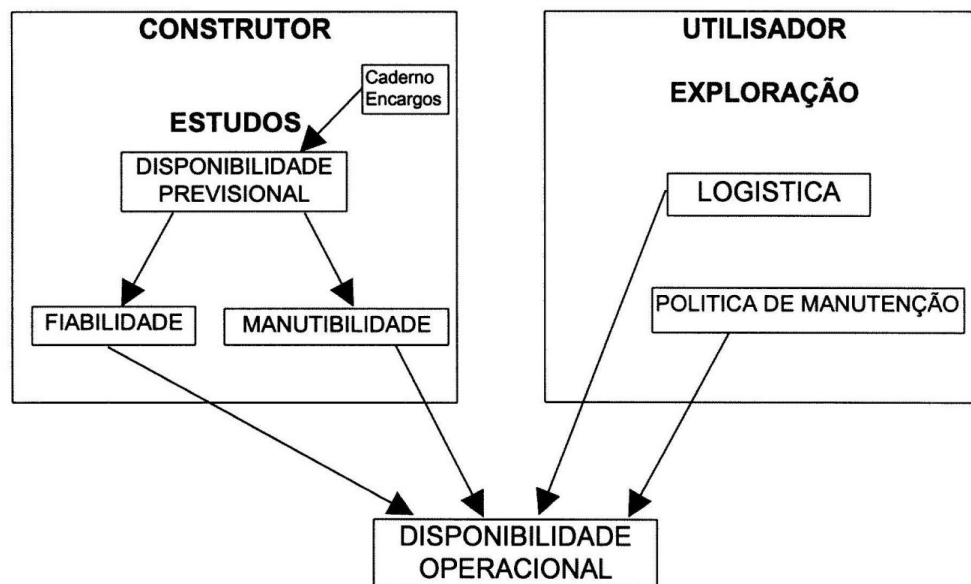 CONSTRUTOR
Caderno
Encargos
ESTUDOS
DISPONIBILIDADE
PREVISIONAL
FIABILIDADE
MANUTIBILIDADE
UTILISADOR
EXPLORAÇÃO
LOGISTICA
POLITICA DE MANUTENÇÃO
DISPONIBILIDADE
OPERACIONAL